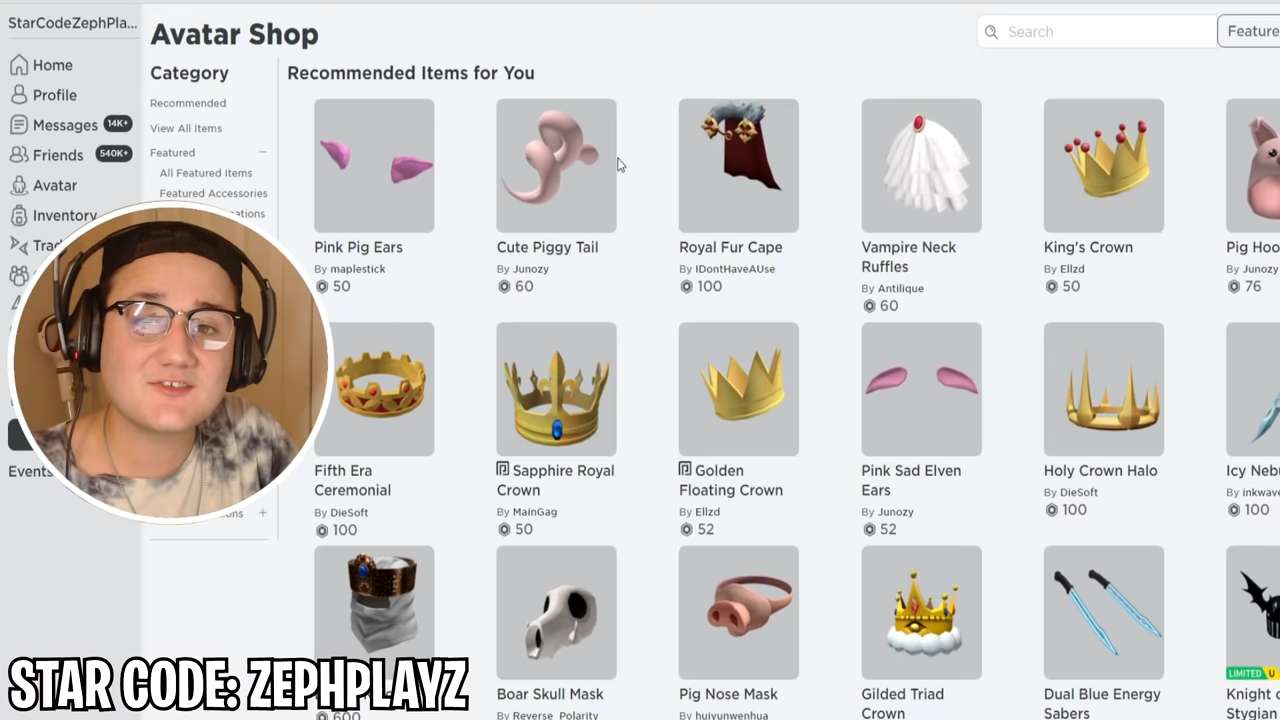 StarCodeZephPla...
Avatar Shop
Search
Feature
Home
Profile
Messages 14K+
Friends 540K+
Avatar
Inventory
Events
Category
Recommended
View All Items
Featured
All Featured Items
Featured Accessories
Recommended Items for You
Pink Pig Ears
By maplestick
50
Cute Piggy Tail
By Junozy
60
Royal Fur Cape
By IDontHaveAUse
100
Vampire Neck
Ruffles
By Antilique
60
King's Crown
By Ellzd
50
Pig Hoo
By Junozy
76
Fifth Era
Ceremonial
By DieSoft
100
Sapphire Royal
Crown
By MainGag
50
Golden
Floating Crown
By Ellzd
52
Pink Sad Elven
Ears
By Junozy
52
Holy Crown Halo
By DieSoft
100
Icy Neb
By inkwav
100
600
Boar Skull Mask
By Reverse_Polarity
Pig Nose Mask
By huiyunwenhua
Gilded Triad
Crown
Dual Blue Energy
Sabers
LIMITED U
Knight o
Stygian
STAR CODE: ZEPHPLAYZ